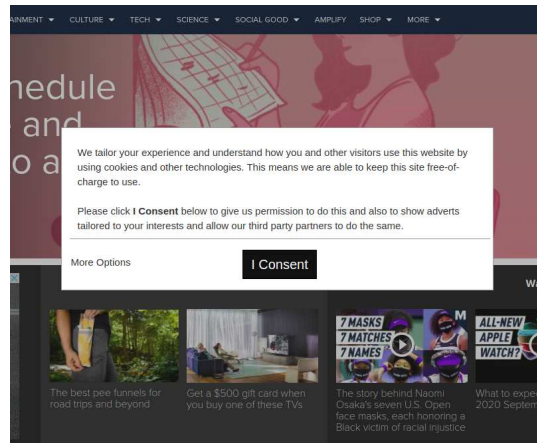 CULTURE TECH SCIENCE SOCIAL GOOD AMPLIFY SHOP MORE
and
We tailor your experience and understand how you and other visitors use this website by
using cookies and other technologies. This means we are able to keep this site free-of-
charge to use.
Please click I Consent below to give us permission to do this and also to show adverts
tailored to your interests and allow our third party partners to do the same.
More Options
I Consent
7 MASKS
7 MATCHES
7 NAMES
M
ALL-NEW
APPLE
WATCH?
The best pee funnels for
road trips and beyond
Get a $500 gift card when
you buy one of these TVs
The story behind Naomi
Osaka's seven U.S. Open
face masks, each honoring a
Black victim of racial injustice
What to
2020